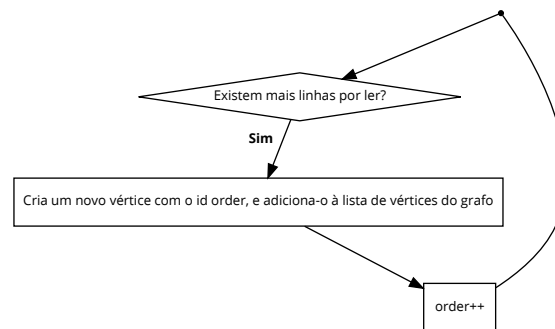 Existem mais linhas por ler?
Sim
Cria um novo vértice com o id order, e adiciona-o à lista de vértices do grafo
order++